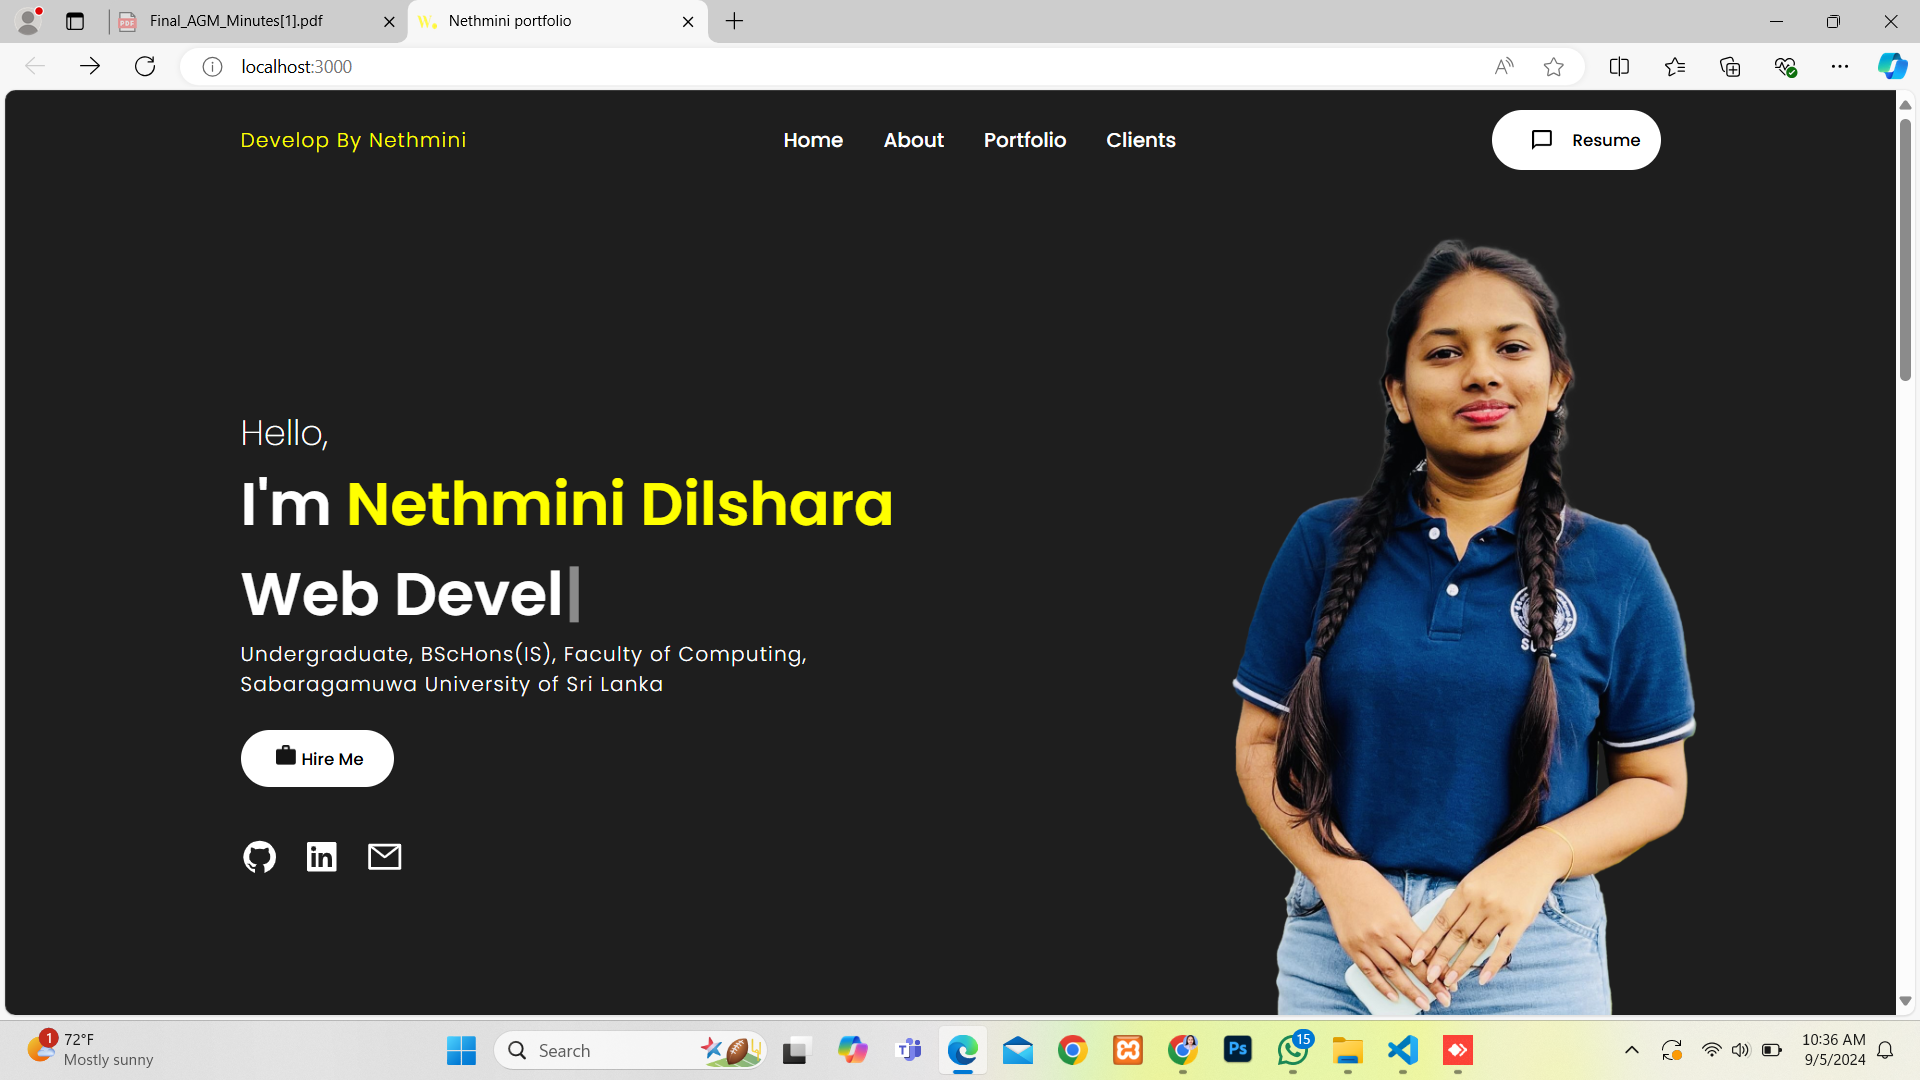 Final_AGM_Minutes[1].pdf
Nethmini portfolio
localhost:3000
Develop By Nethmini
Home
About
Portfolio
Clients
Resume
Hello,
I'm Nethmini Dilshara
Web Devel
Undergraduate, BScHons(IS), Faculty of Computing,
Sabaragamuwa University of Sri Lanka
Hire Me
1
72°F
Mostly sunny
Search
Ps
15
10:36 AM
9/5/2024